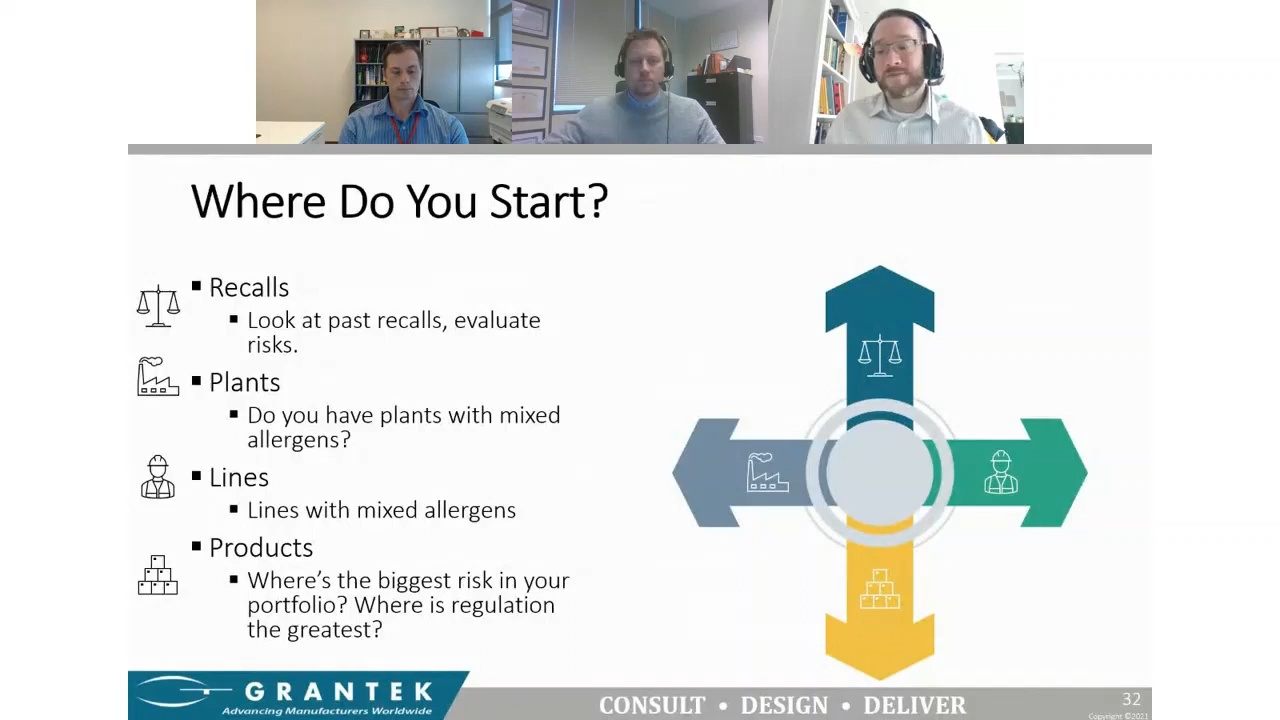 Where Do You Start?
▪ Recalls
▪ Look at past recalls, evaluate
risks.
▪ Plants
▪ Do you have plants with mixed
allergens?
▪ Lines
▪ Lines with mixed allergens
▪ Products
▪ Where's the biggest risk in your
portfolio? Where is regulation
the greatest?
GRANTEK
Advancing Manufacturers Worldwide
CONSULT • DESIGN • DELIVER
32
Copyright ©2021